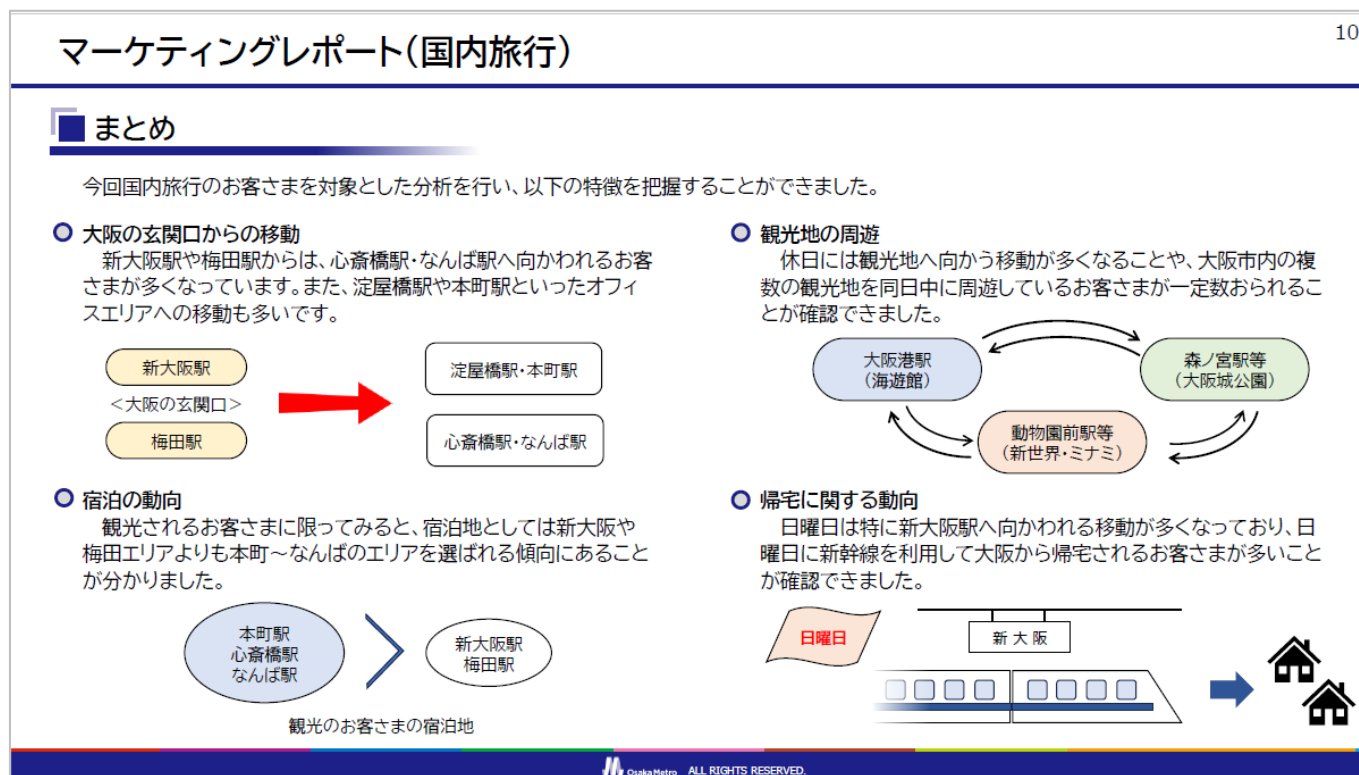 10
マーケティングレポート(国内旅行)
まとめ
今回国内旅行のお客さまを対象とした分析を行い、以下の特徴を把握することができました。
大阪の玄関口からの移動
新大阪駅や梅田駅からは、心斎橋駅・なんば駅へ向かわれるお客
さまが多くなっています。また、淀屋橋駅や本町駅といったオフィ
スエリアへの移動も多いです。
新大阪駅
<大阪の玄関口>
梅田駅
淀屋橋駅・本町駅
心斎橋駅・なんば駅
宿泊の動向
観光されるお客さまに限ってみると、宿泊地としては新大阪や
梅田エリアよりも本町～なんばのエリアを選ばれる傾向にあること
が分かりました。
本町駅
心斎橋駅
なんば駅
新大阪駅
梅田駅
観光のお客さまの宿泊地
観光地の周遊
休日には観光地へ向かう移動が多くなることや、大阪市内の複
数の観光地を同日中に周遊しているお客さまが一定数おられるこ
とが確認できました。
大阪港駅
(海遊館)
森ノ宮駅等
(大阪城公園)
動物園前駅等
(新世界・ミナミ)
帰宅に関する動向
日曜日は特に新大阪駅へ向かわれる移動が多くなっており、日
曜日に新幹線を利用して大阪から帰宅されるお客さまが多いこと
が確認できました。
日曜日
新大阪
Osaka Metro ALL RIGHTS RESERVED.